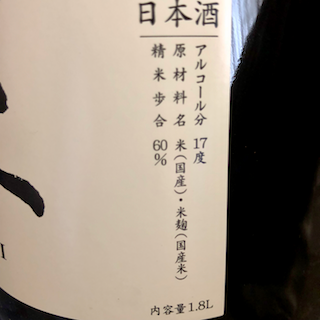 日本酒
アルコール分 17度
原材料名 米(国産)・米麹(国産米)
精米歩合 60%
内容量1.8L